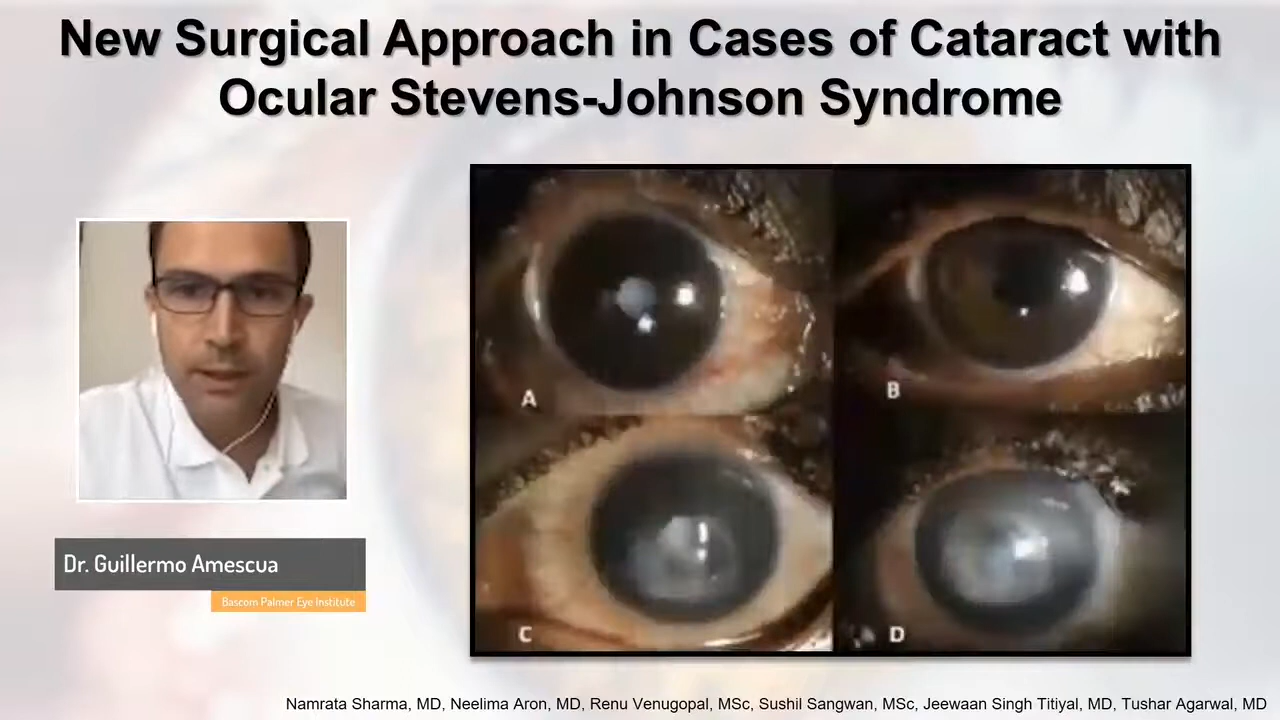 New Surgical Approach in Cases of Cataract with
Ocular Stevens-Johnson Syndrome
A
B
C
D
Dr. Guillermo Amescua
Bascom Palmer Eye Institute
Namrata Sharma, MD, Neelima Aron, MD, Renu Venugopal, MSc, Sushil Sangwan, MSc, Jeewaan Singh Titiyal, MD, Tushar Agarwal, MD